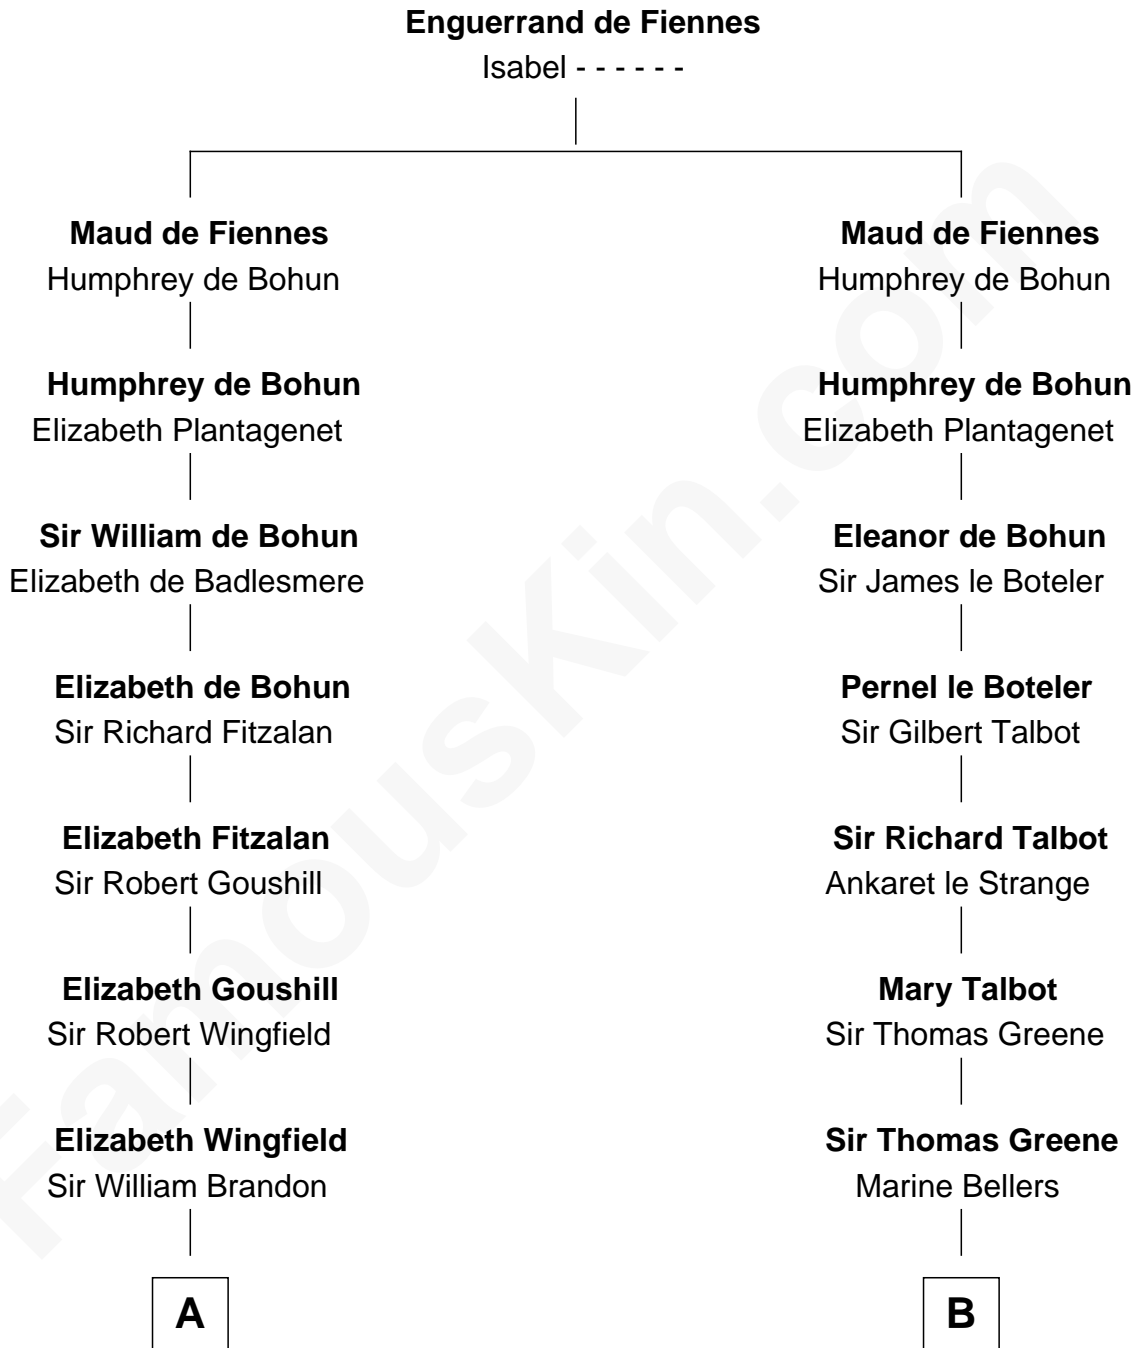 Enguerrand de Fiennes
Isabel - - - - - -
Maud de Fiennes
Humphrey de Bohun
Humphrey de Bohun
Elizabeth Plantagenet
Sir William de Bohun
Elizabeth de Badlesmere
Elizabeth de Bohun
Sir Richard Fitzalan
Elizabeth Fitzalan
Sir Robert Goushill
Elizabeth Goushill
Sir Robert Wingfield
Elizabeth Wingfield
Sir William Brandon
A
Maud de Fiennes
Humphrey de Bohun
Humphrey de Bohun
Elizabeth Plantagenet
Eleanor de Bohun
Sir James le Boteler
Pernel le Boteler
Sir Gilbert Talbot
Sir Richard Talbot
Ankaret le Strange
Mary Talbot
Sir Thomas Greene
Sir Thomas Greene
Marine Bellers
B
FamousKin.com